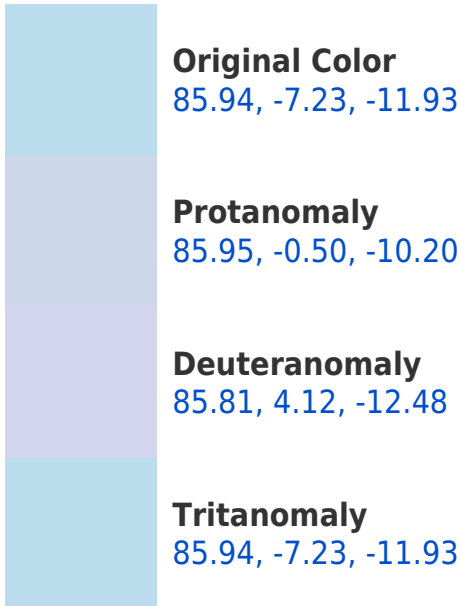 Original Color
85.94, -7.23, -11.93
Protanomaly
85.95, -0.50, -10.20
Deuteranomaly
85.81, 4.12, -12.48
Tritanomaly
85.94, -7.23, -11.93